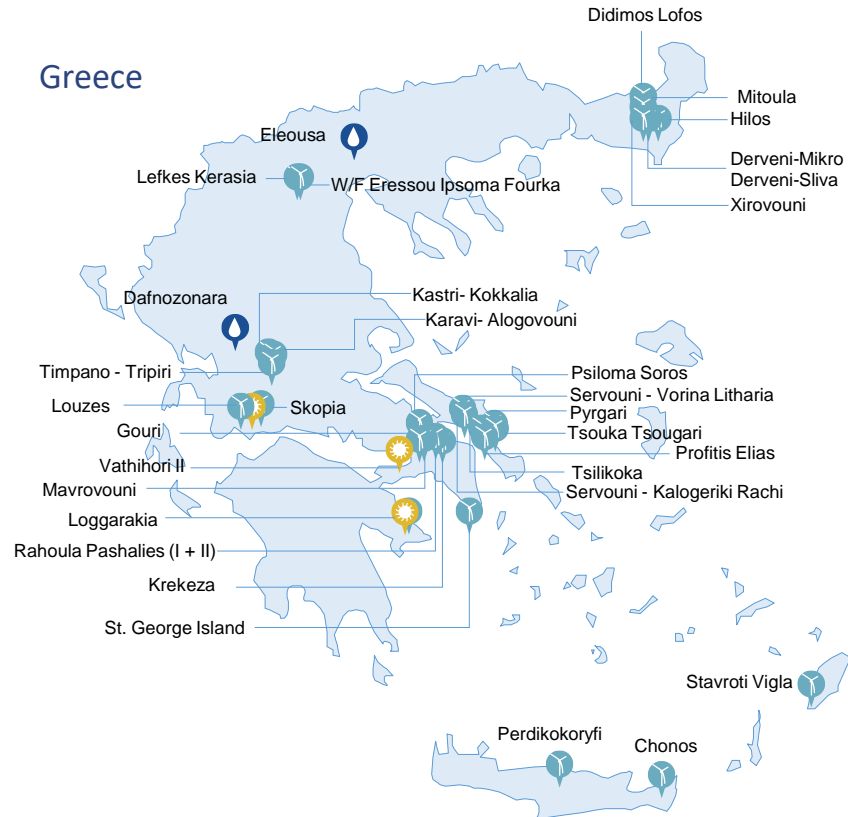 Didimos Lofos
Greece
Mitoula
Hilos
Eleousa
Derveni-Mikro
Derveni-Sliva
Lefkes Kerasia
W/F Eressou Ipsoma Fourka
Xirovouni
Dafnozonara
Kastri- Kokkalia
Karavi- Alogovouni
Timpano - Tripiri
Psiloma Soros
Servouni - Vorina Litharia
Louzes
Skopia
Pyrgari
Gouri
Tsouka Tsougari
Profitis Elias
Vathihori II
Tsilikoka
Mavrovouni
Servouni - Kalogeriki Rachi
Loggarakia
Rahoula Pashalies (I + II)
Krekeza
St. George Island
Stavroti Vigla
Perdikokoryfi
Chonos